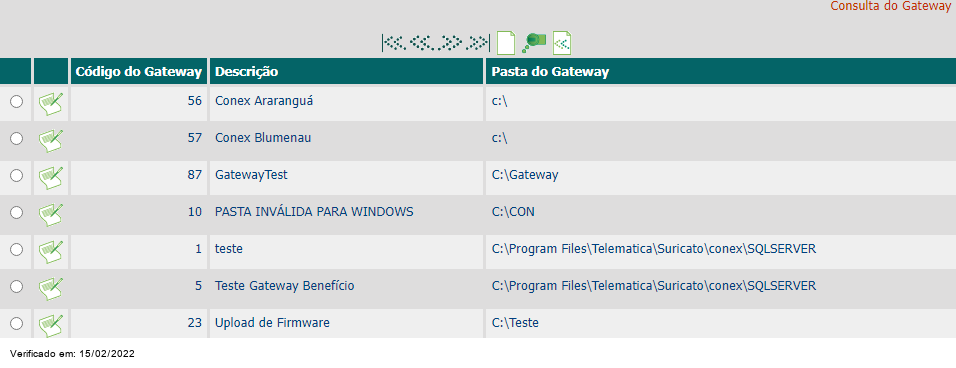 Consulta do Gateway
Código do Gateway Descrição Pasta do Gateway
56 Conex Araranguá c:\
57 Conex Blumenau c:\
87 GatewayTest C:\Gateway
10 PASTA INVÁLIDA PARA WINDOWS C:\CON
1 teste C:\Program Files\Telematica\Suricato\conex\SQLSERVER
5 Teste Gateway Benefício C:\Program Files\Telematica\Suricato\conex\SQLSERVER
23 Upload de Firmware C:\Teste
Verificado em: 15/02/2022